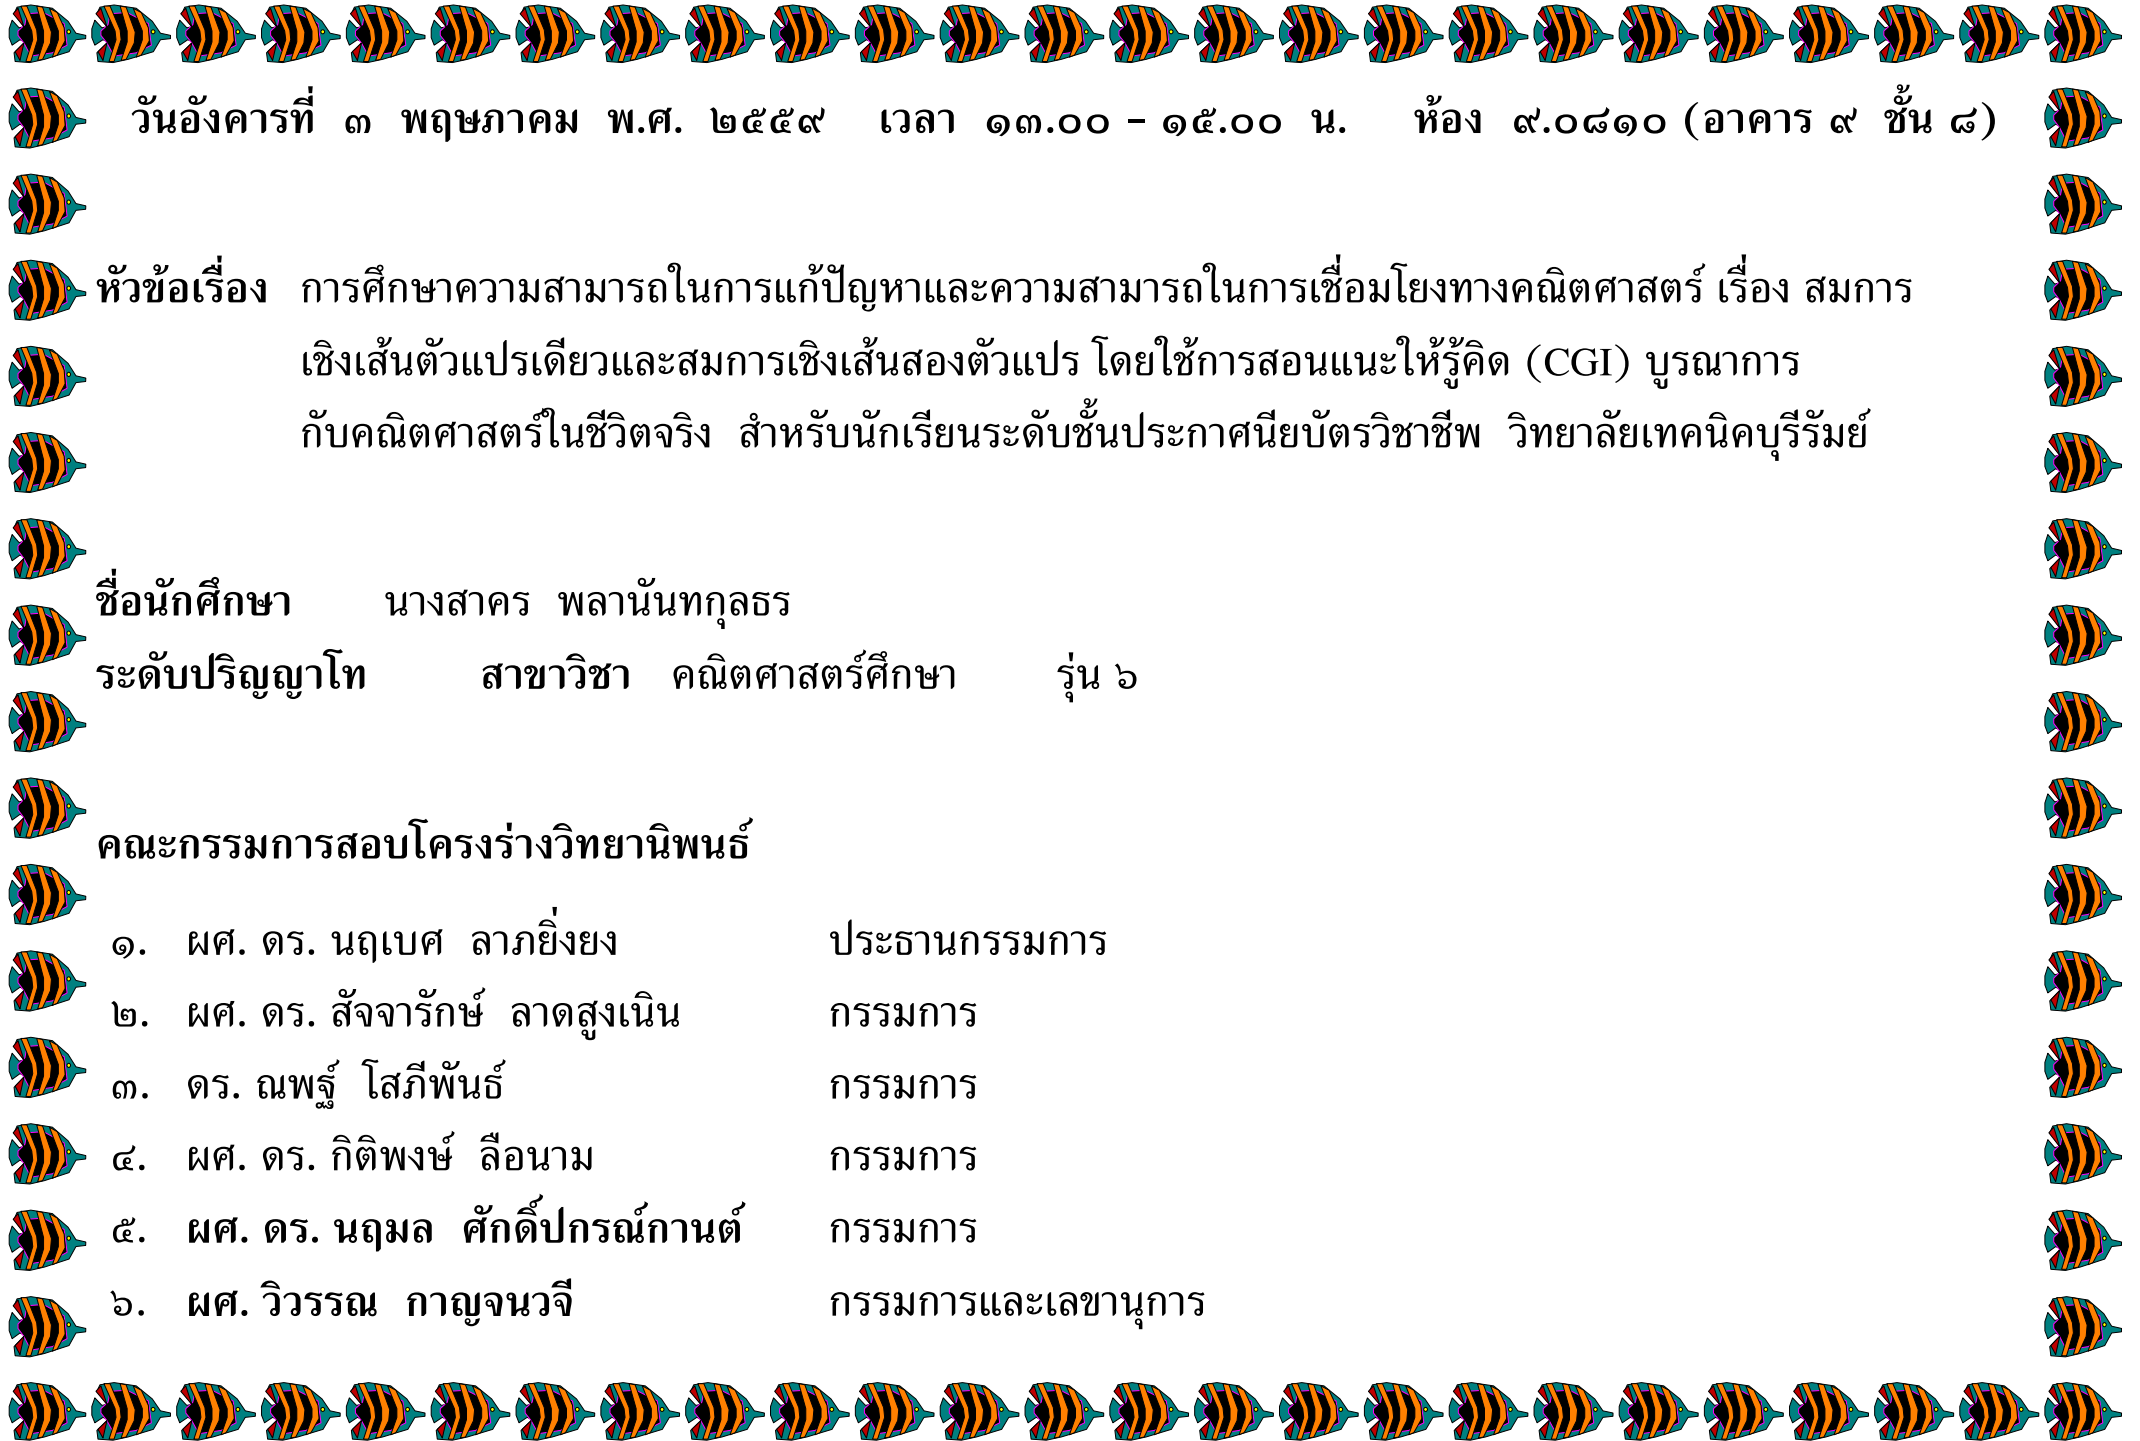 วันอังคารที่ ๓ พฤษภาคม พ.ศ. ๒๕๕๙ เวลา ๑๓.๐๐ - ๑๕.๐๐ น. ห้อง ๙.๐๘๑๐ (อาคาร ๙ ชั้น ๘)
หัวข้อเรื่อง การศึกษาความสามารถในการแก้ปัญหาและความสามารถในการเชื่อมโยงทางคณิตศาสตร์ เรื่อง สมการ
เชิงเส้นตัวแปรเดียวและสมการเชิงเส้นสองตัวแปร โดยใช้การสอนแนะให้รู้คิด (CGI) บูรณาการ
กับคณิตศาสตร์ในชีวิตจริง สำหรับนักเรียนระดับชั้นประกาศนียบัตรวิชาชีพ วิทยาลัยเทคนิคบุรีรัมย์
ชื่อนักศึกษา นางสาคร พลานันทกุลธร
ระดับปริญญาโท สาขาวิชา คณิตศาสตร์ศึกษา รุ่น ๖
คณะกรรมการสอบโครงร่างวิทยานิพนธ์
๑. ผศ. ดร. นฤเบศ ลาภยิ่งยง ประธานกรรมการ
๒. ผศ. ดร. สัจจารักษ์ ลาดสูงเนิน กรรมการ
๓. ดร. ณพฐ์ โสภีพันธ์ กรรมการ
๔. ผศ. ดร. กิติพงษ์ ลือนาม กรรมการ
๕. ผศ. ดร. นฤมล ศักดิ์ปกรณ์กานต์ กรรมการ
๖. ผศ. วิวรรณ กาญจนวจี กรรมการและเลขานุการ